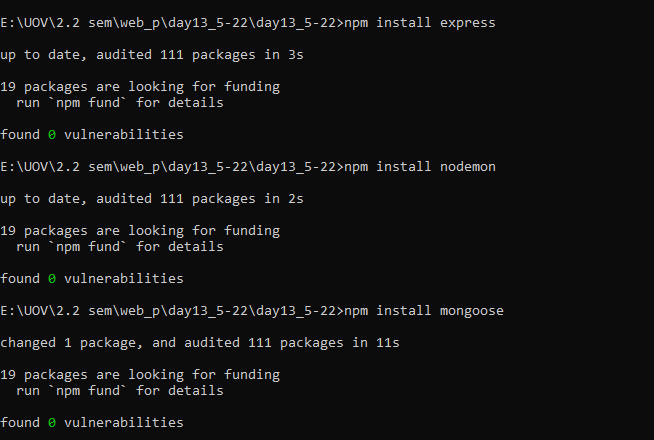 E:\UOV\2.2 sem\web_p\day13_5-22\day13_5-22>npm install express
up to date, audited 111 packages in 3s
19 packages are looking for funding
  run `npm fund` for details
found 0 vulnerabilities
E:\UOV\2.2 sem\web_p\day13_5-22\day13_5-22>npm install nodemon
up to date, audited 111 packages in 2s
19 packages are looking for funding
  run `npm fund` for details
found 0 vulnerabilities
E:\UOV\2.2 sem\web_p\day13_5-22\day13_5-22>npm install mongoose
changed 1 package, and audited 111 packages in 11s
19 packages are looking for funding
  run `npm fund` for details
found 0 vulnerabilities